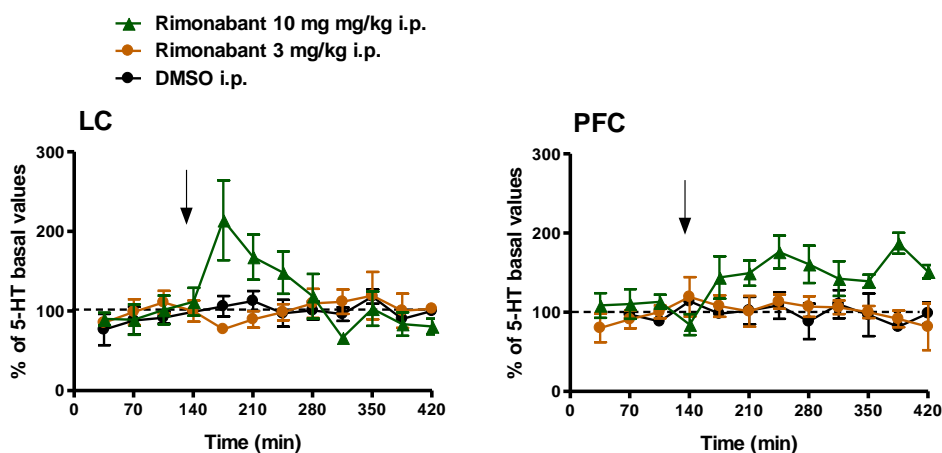 Rimonabant 10 mg mg/kg i.p.
Rimonabant 3 mg/kg i.p.
DMSO i.p.
LC
% of 5-HT basal values
300
200
100
0
0 70 140 210 280 350 420
Time (min)
PFC
% of 5-HT basal values
300
200
100
0
0 70 140 210 280 350 420
Time (min)